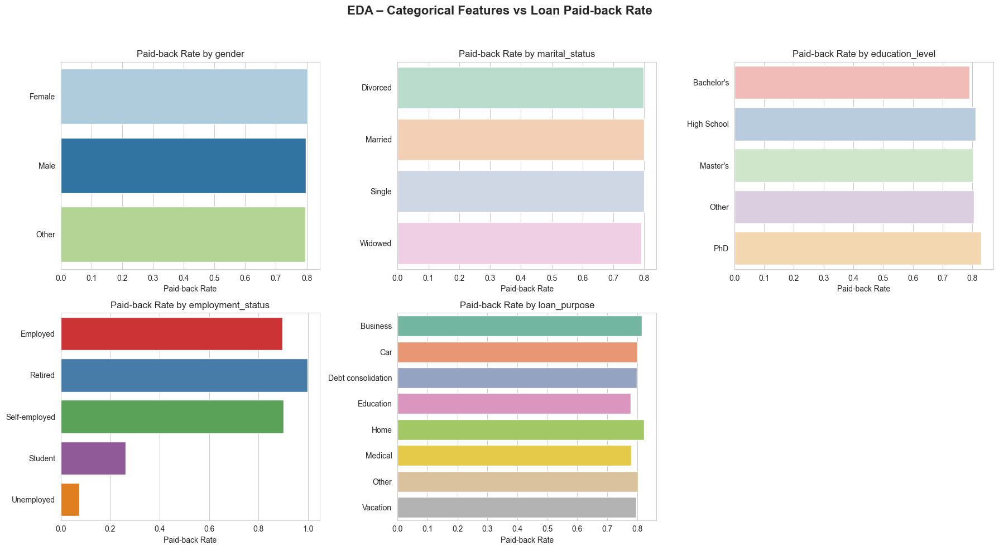 EDA – Categorical Features vs Loan Paid-back Rate
Paid-back Rate by gender
Female
Male
Other
0.0 0.1 0.2 0.3 0.4 0.5 0.6 0.7 0.8
Paid-back Rate
Paid-back Rate by marital_status
Divorced
Married
Single
Widowed
0.0 0.1 0.2 0.3 0.4 0.5 0.6 0.7 0.8
Paid-back Rate
Paid-back Rate by education_level
Bachelor's
High School
Master's
Other
PhD
0.0 0.1 0.2 0.3 0.4 0.5 0.6 0.7 0.8
Paid-back Rate
Paid-back Rate by employment_status
Employed
Retired
Self-employed
Student
Unemployed
0.0 0.2 0.4 0.6 0.8 1.0
Paid-back Rate
Paid-back Rate by loan_purpose
Business
Car
Debt consolidation
Education
Home
Medical
Other
Vacation
0.0 0.1 0.2 0.3 0.4 0.5 0.6 0.7 0.8
Paid-back Rate